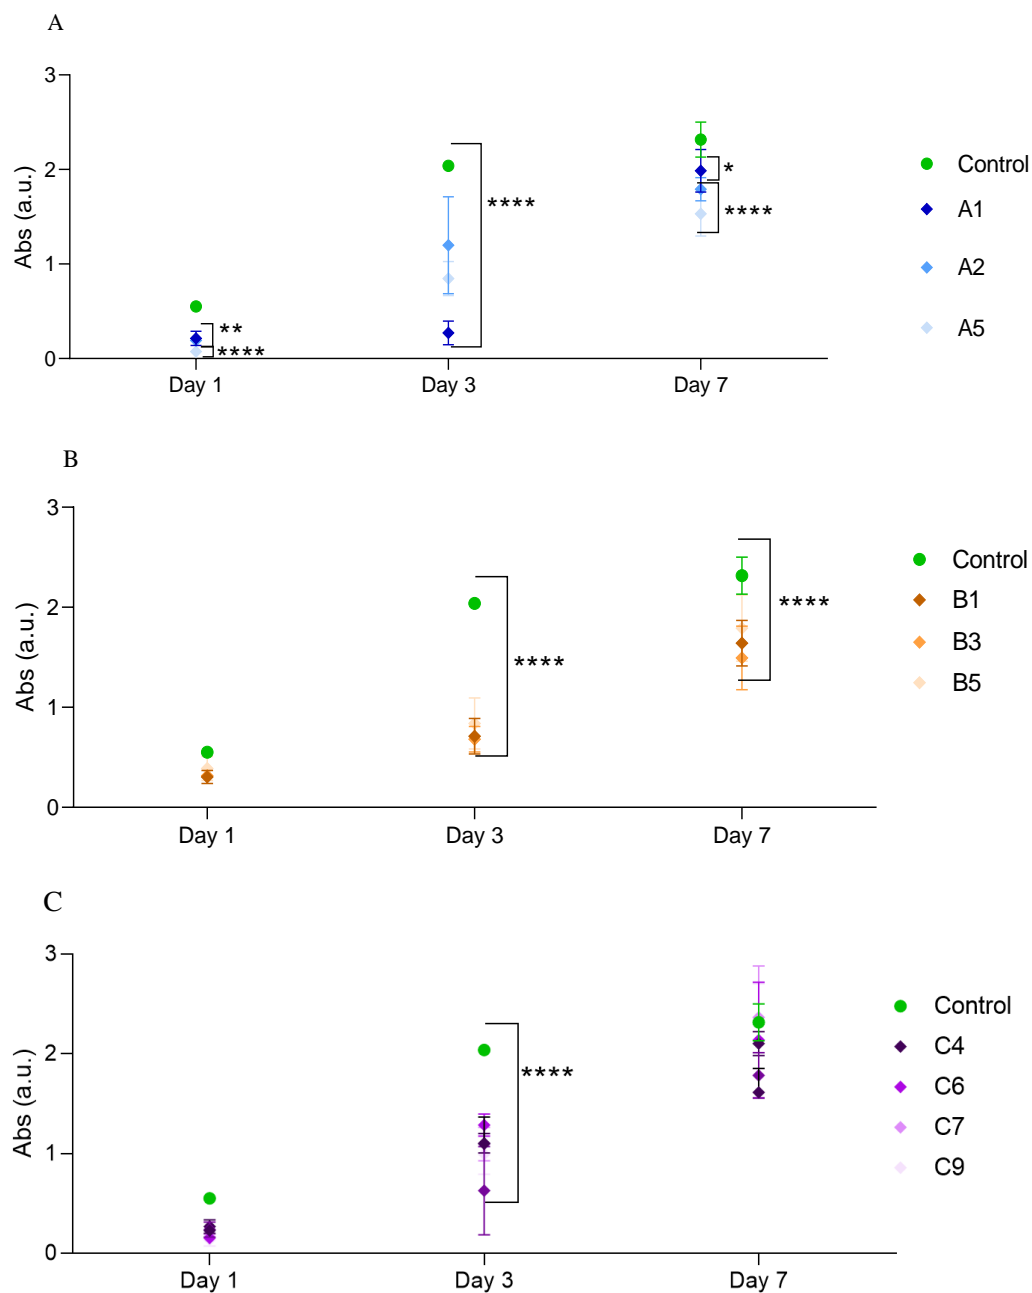 A
3
2
1
0
Abs (a.u.)
**
****
****
*
****
Day 1
Day 3
Day 7
Control
A1
A2
A5
B
3
2
1
0
Abs (a.u.)
****
****
Day 1
Day 3
Day 7
Control
B1
B3
B5
C
3
2
1
0
Abs (a.u.)
****
Day 1
Day 3
Day 7
Control
C4
C6
C7
C9